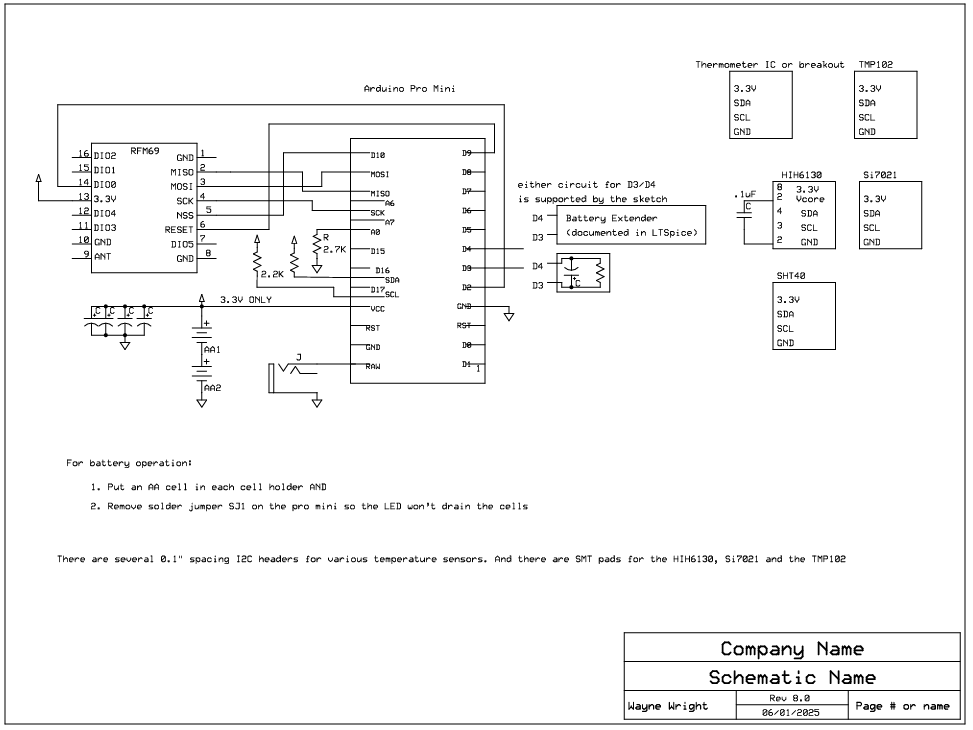 Thermometer IC or breakout
3.3V
SDA
SCL
GND
TMP102
3.3V
SDA
SCL
GND
Arduino Pro Mini
RFM69
16 DIO2
15 DIO1
14 DIO0
13 3.3V
12 DIO4
11 DIO3
10 GND
9 ANT
GND 1
MISO 2
MOSI 3
SCK 4
NSS 5
RESET 6
DIO5 7
GND 8
D10
MOSI
MISO
A6
SCK
A7
A0
D15
D16
SDA
D17
SCL
VCC
RST
GND
RAW
D9
D8
D7
D6
D5
D4
D3
D2
GND
RST
D0
D1 1
R
2.7K
2.2K
3.3V ONLY
C
C
C
C
+
AA1
+
AA2
J
either circuit for D3/D4
is supported by the sketch
D4
D3
Battery Extender
(documented in LTSpice)
D4
D3
C
HIH6130
8 3.3V
2 Vcore
4 SDA
3 SCL
2 GND
.1uF
C
Si7021
3.3V
SDA
SCL
GND
SHT40
3.3V
SDA
SCL
GND
For battery operation:
1. Put an AA cell in each cell holder AND
2. Remove solder jumper SJ1 on the pro mini so the LED won't drain the cells
There are several 0.1" spacing I2C headers for various temperature sensors. And there are SMT pads for the HIH6130, Si7021 and the TMP102
Company Name
Schematic Name
Wayne Wright
Rev 8.0
06/01/2025
Page # or name